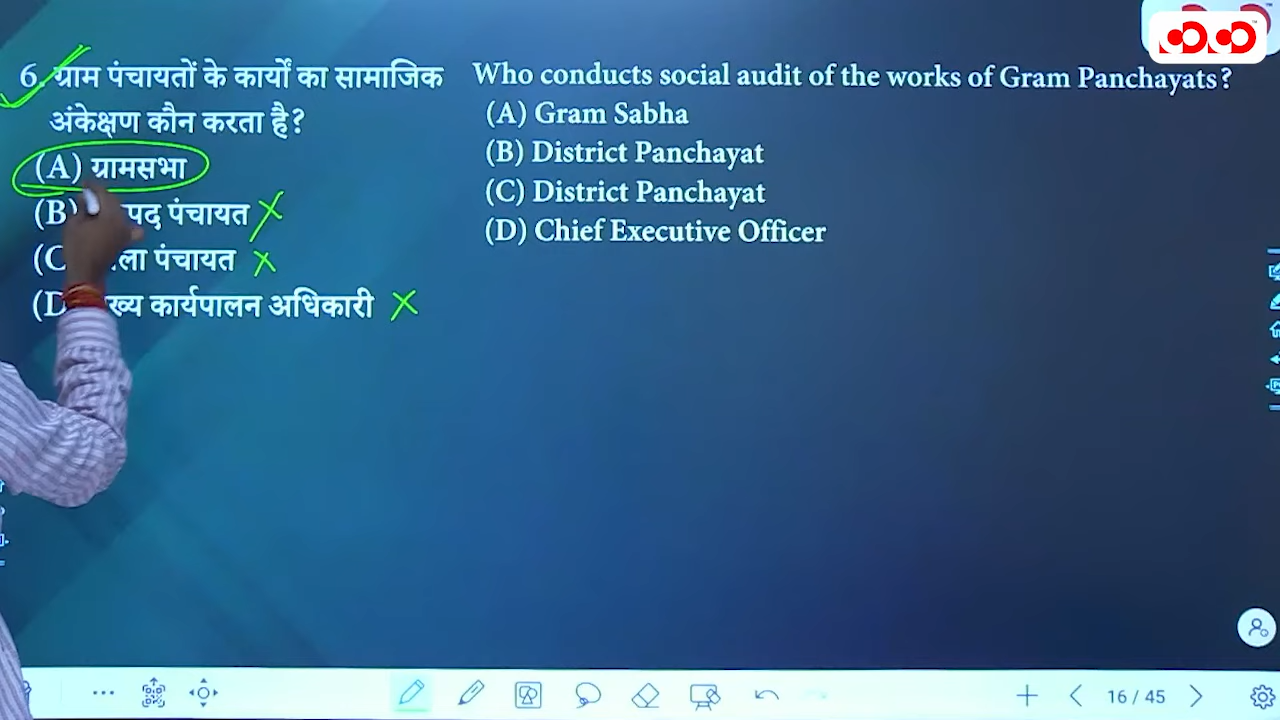 6. ग्राम पंचायतों के कार्यों का सामाजिक
अंकेक्षण कौन करता है?
(A) ग्रामसभा
(B) पंचायत
(C पंचायत
(D कार्यपालन अधिकारी
Who conducts social audit of the works of Gram Panchayats?
(A) Gram Sabha
(B) District Panchayat
(C) District Panchayat
(D) Chief Executive Officer
16 / 45